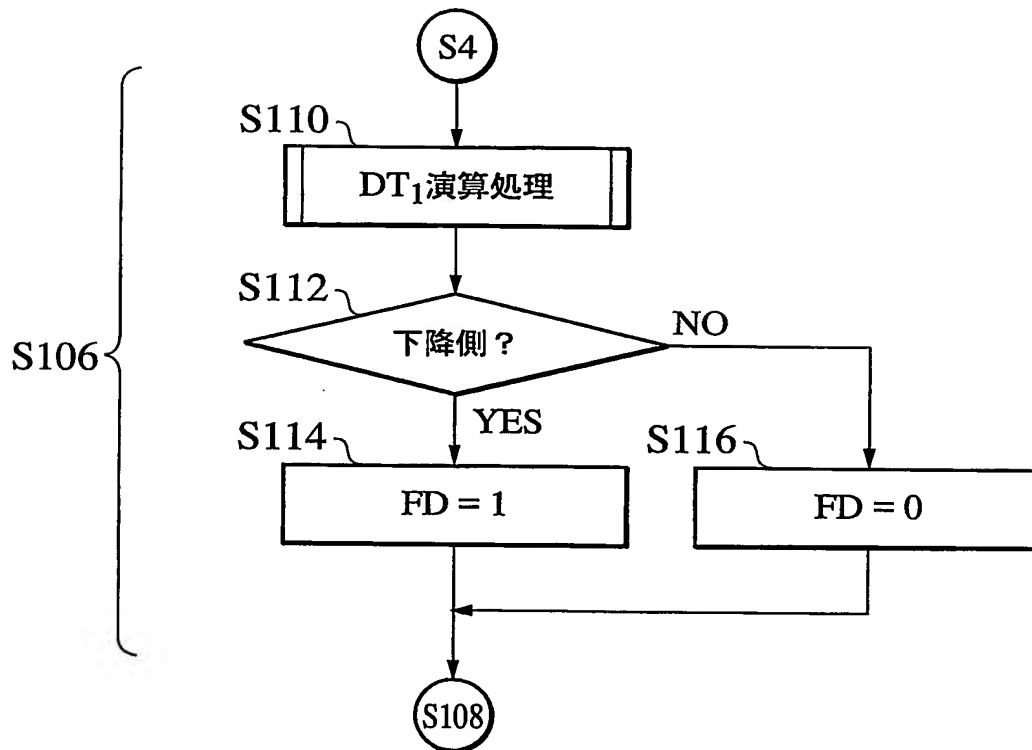 S4
S110
DT1演算処理
S112
下降側？
NO
S106
YES
S114
FD = 1
S116
FD = 0
S108